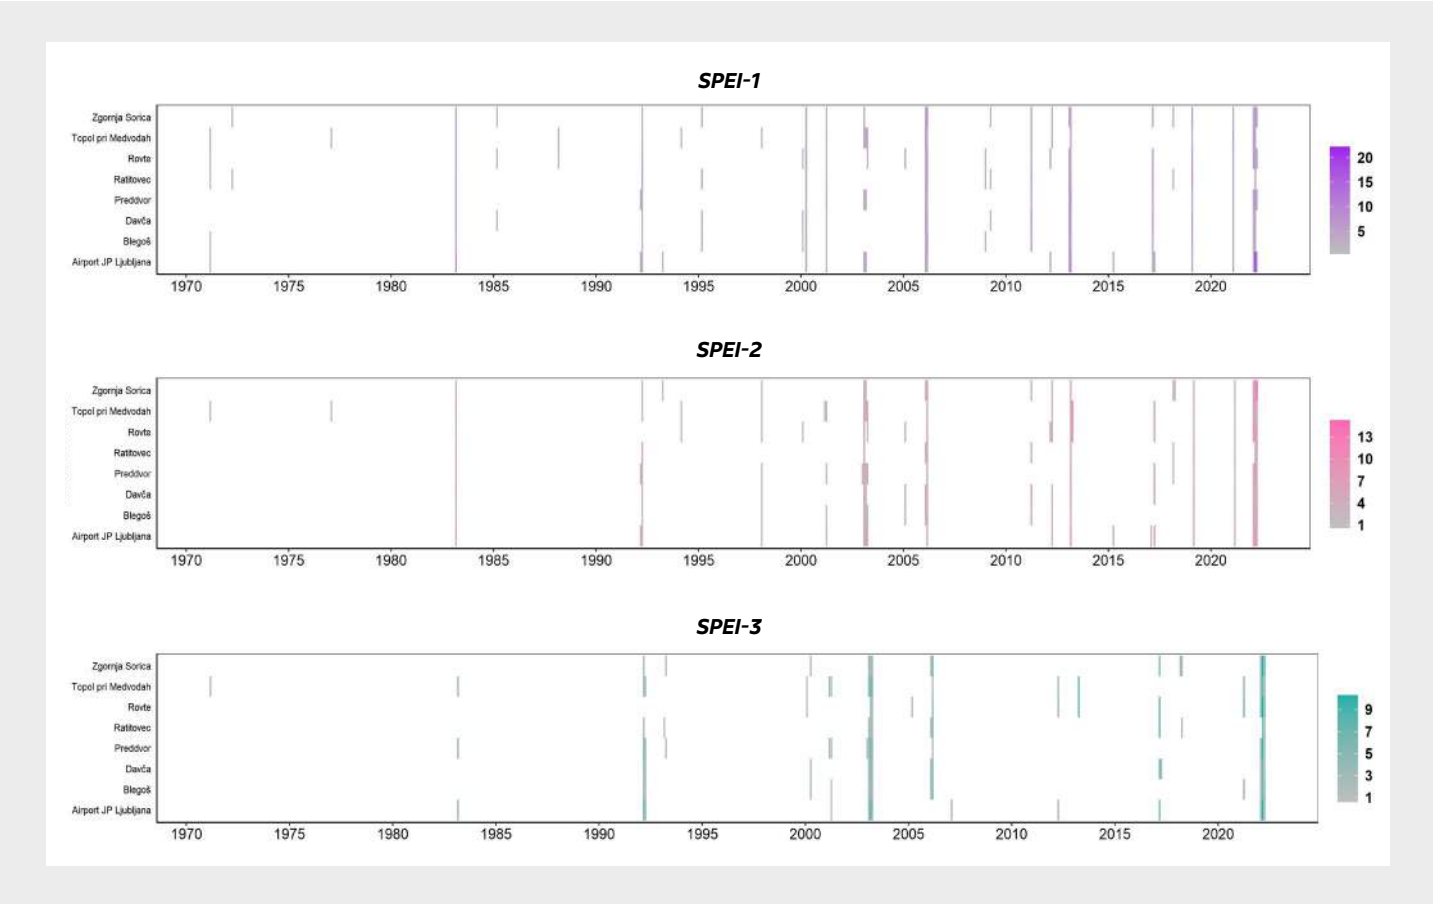 SPEI-1
Zgornja Sorica
Topol pri Medvodah
Rovte
Ratitovec
Preddvor
Davča
Blegoš
Airport JP Ljubljana
1970 1975 1980 1985 1990 1995 2000 2005 2010 2015 2020
20
15
10
5
SPEI-2
Zgornja Sorica
Topol pri Medvodah
Rovte
Ratitovec
Preddvor
Davča
Blegoš
Airport JP Ljubljana
1970 1975 1980 1985 1990 1995 2000 2005 2010 2015 2020
13
10
7
4
1
SPEI-3
Zgornja Sorica
Topol pri Medvodah
Rovte
Ratitovec
Preddvor
Davča
Blegoš
Airport JP Ljubljana
1970 1975 1980 1985 1990 1995 2000 2005 2010 2015 2020
9
7
5
3
1